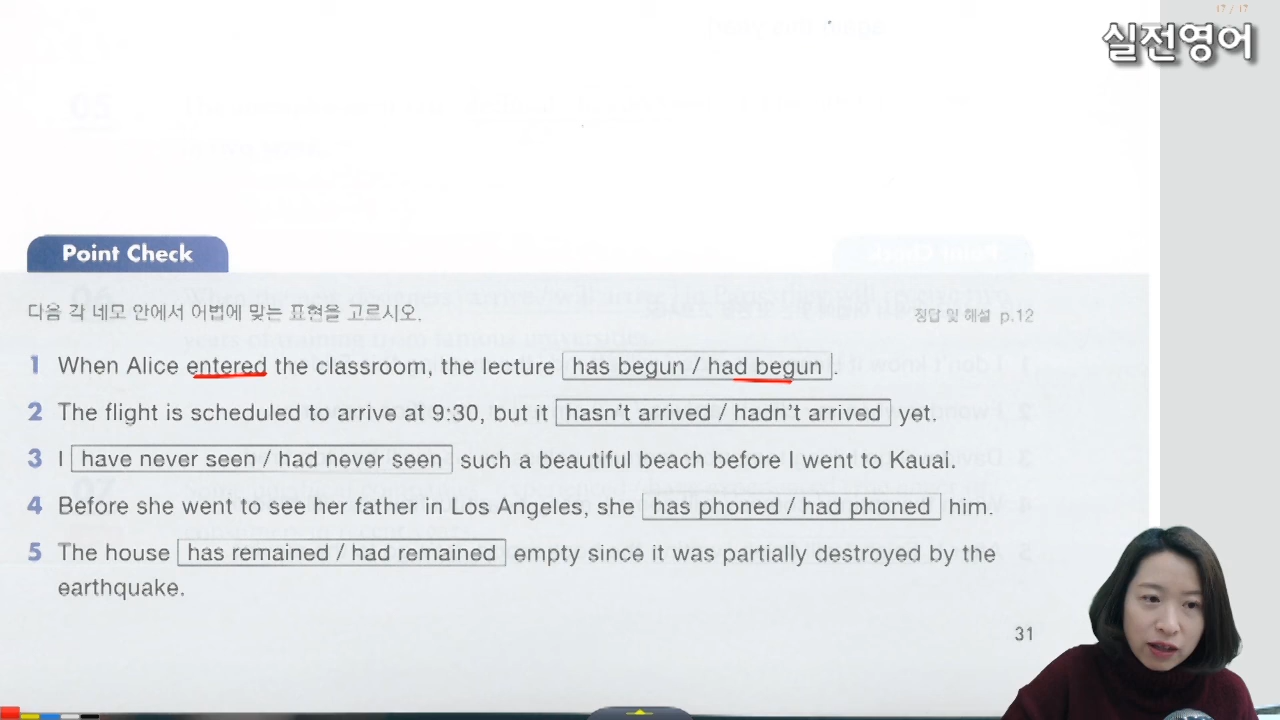 17 / 17
실전영어
Point Check
다음 각 네모 안에서 어법에 맞는 표현을 고르시오.
정답 및 해설 p.12
1 When Alice entered the classroom, the lecture has begun / had begun.
2 The flight is scheduled to arrive at 9:30, but it hasn't arrived / hadn't arrived yet.
3 I have never seen / had never seen such a beautiful beach before I went to Kauai.
4 Before she went to see her father in Los Angeles, she has phoned / had phoned him.
5 The house has remained / had remained empty since it was partially destroyed by the
earthquake.
31